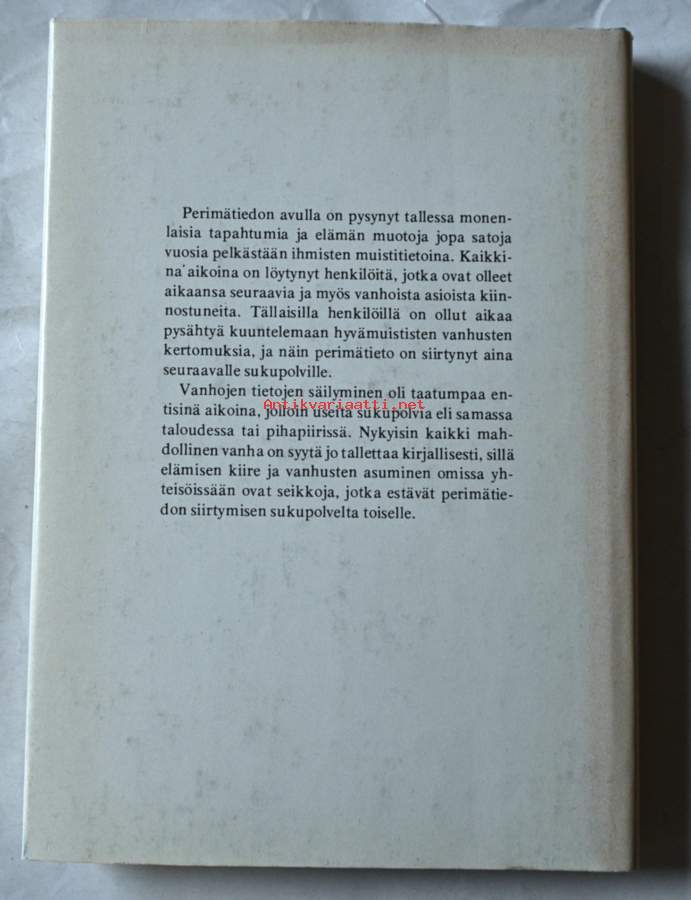 Perimätiedon avulla on pysynyt tallessa monen-
laisia tapahtumia ja elämän muotoja jopa satoja
vuosia pelkästään ihmisten muistitietoina. Kaikki-
na aikoina on löytynyt henkilöitä, jotka ovat olleet
aikaansa seuraavia ja myös vanhoista asioista kiin-
nostuneita. Tällaisilla henkilöillä on ollut aikaa
pysähtyä kuuntelemaan hyvämuististen vanhusten
kertomuksia, ja näin perimätieto on siirtynyt aina
seuraavalle sukupolville.
Vanhojen tietojen säilyminen oli taatumpaa en-
Antikvariaatti.net
tisinä aikoina, jolloin useita sukupolvia eli samassa
taloudessa tai pihapiirissä. Nykyisin kaikki mah-
dollinen vanha on syytä jo tallettaa kirjallisesti, sillä
elämisen kiire ja vanhusten asuminen omissa yh-
teisöissään ovat seikkoja, jotka estävät perimätie-
don siirtymisen sukupolvelta toiselle.